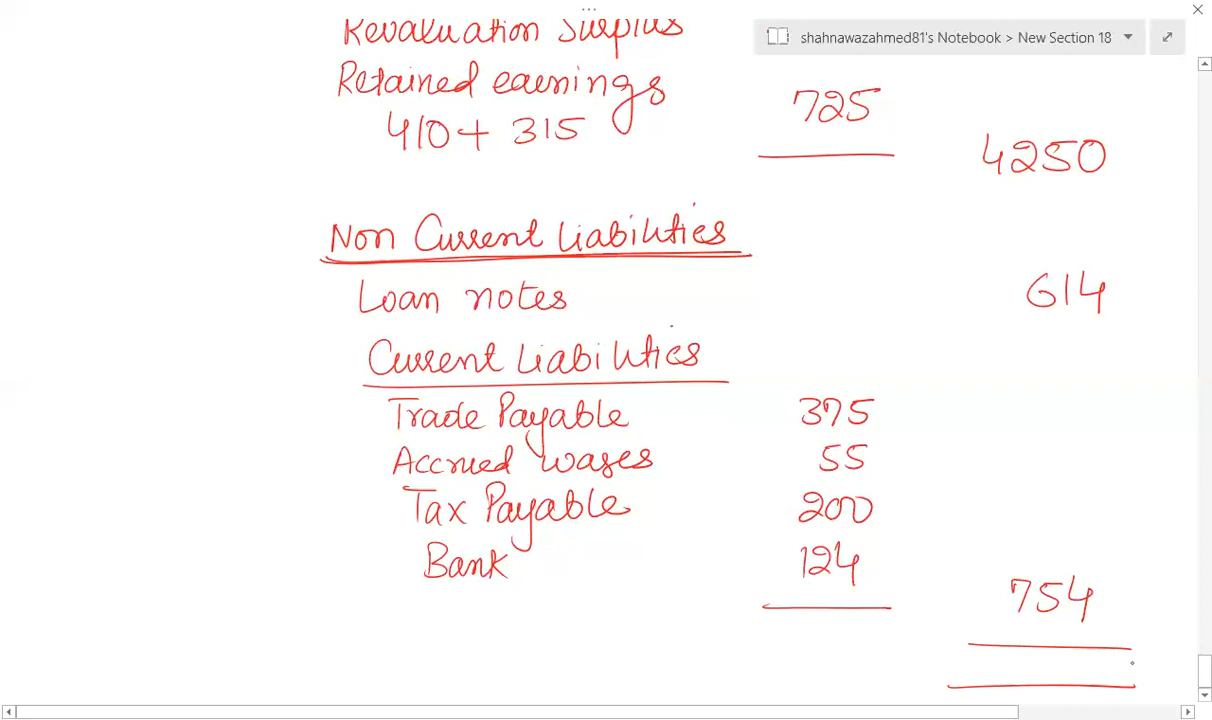 shahnawazahmed81's Notebook > New Section 18
Revaluation Surplus
Retained earnings 725
410 + 315
4250
Non Current Liabilities
Loan notes 614
Current Liabilities
Trade Payable 375
Accrued wages 55
Tax Payable 200
Bank 124
754